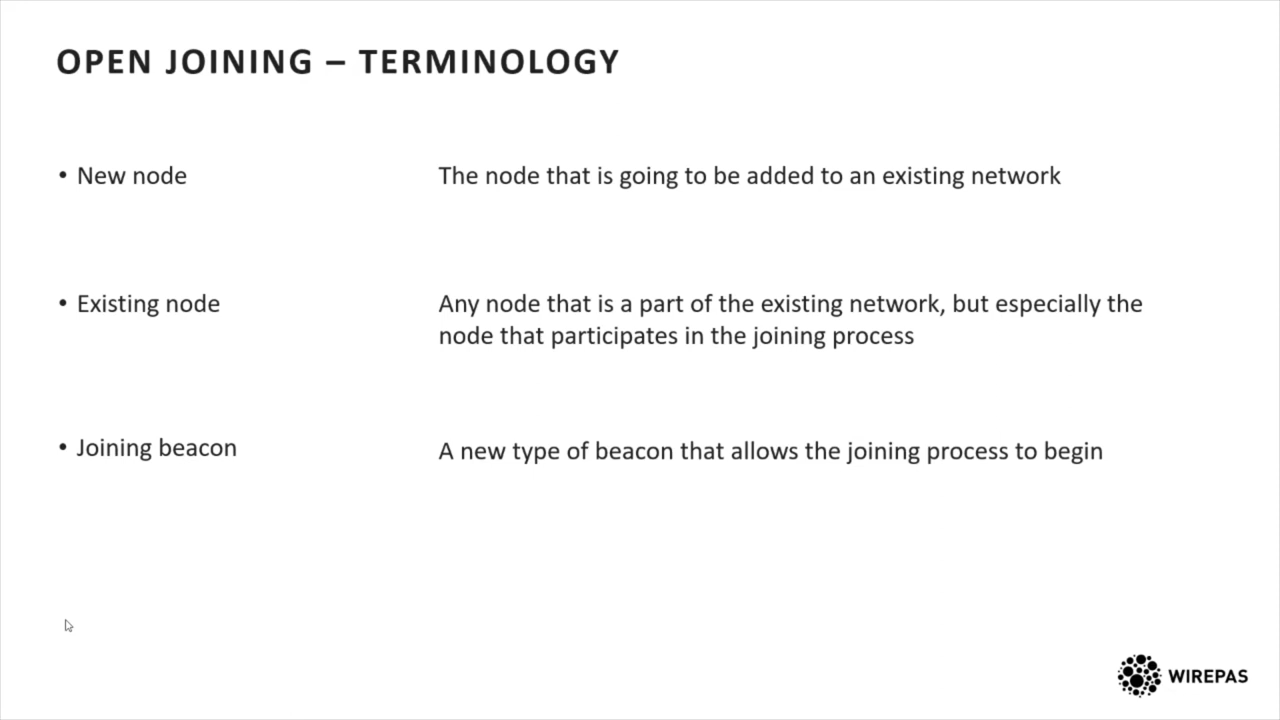 OPEN JOINING – TERMINOLOGY
• New node
The node that is going to be added to an existing network
• Existing node
Any node that is a part of the existing network, but especially the
node that participates in the joining process
• Joining beacon
A new type of beacon that allows the joining process to begin
WIREPAS